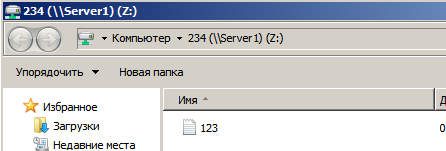 234 (\\Server1) (Z:)
Компьютер 234 (\\Server1) (Z:)
Упорядочить Новая папка
Избранное
Имя
Загрузки
123
Недавние места